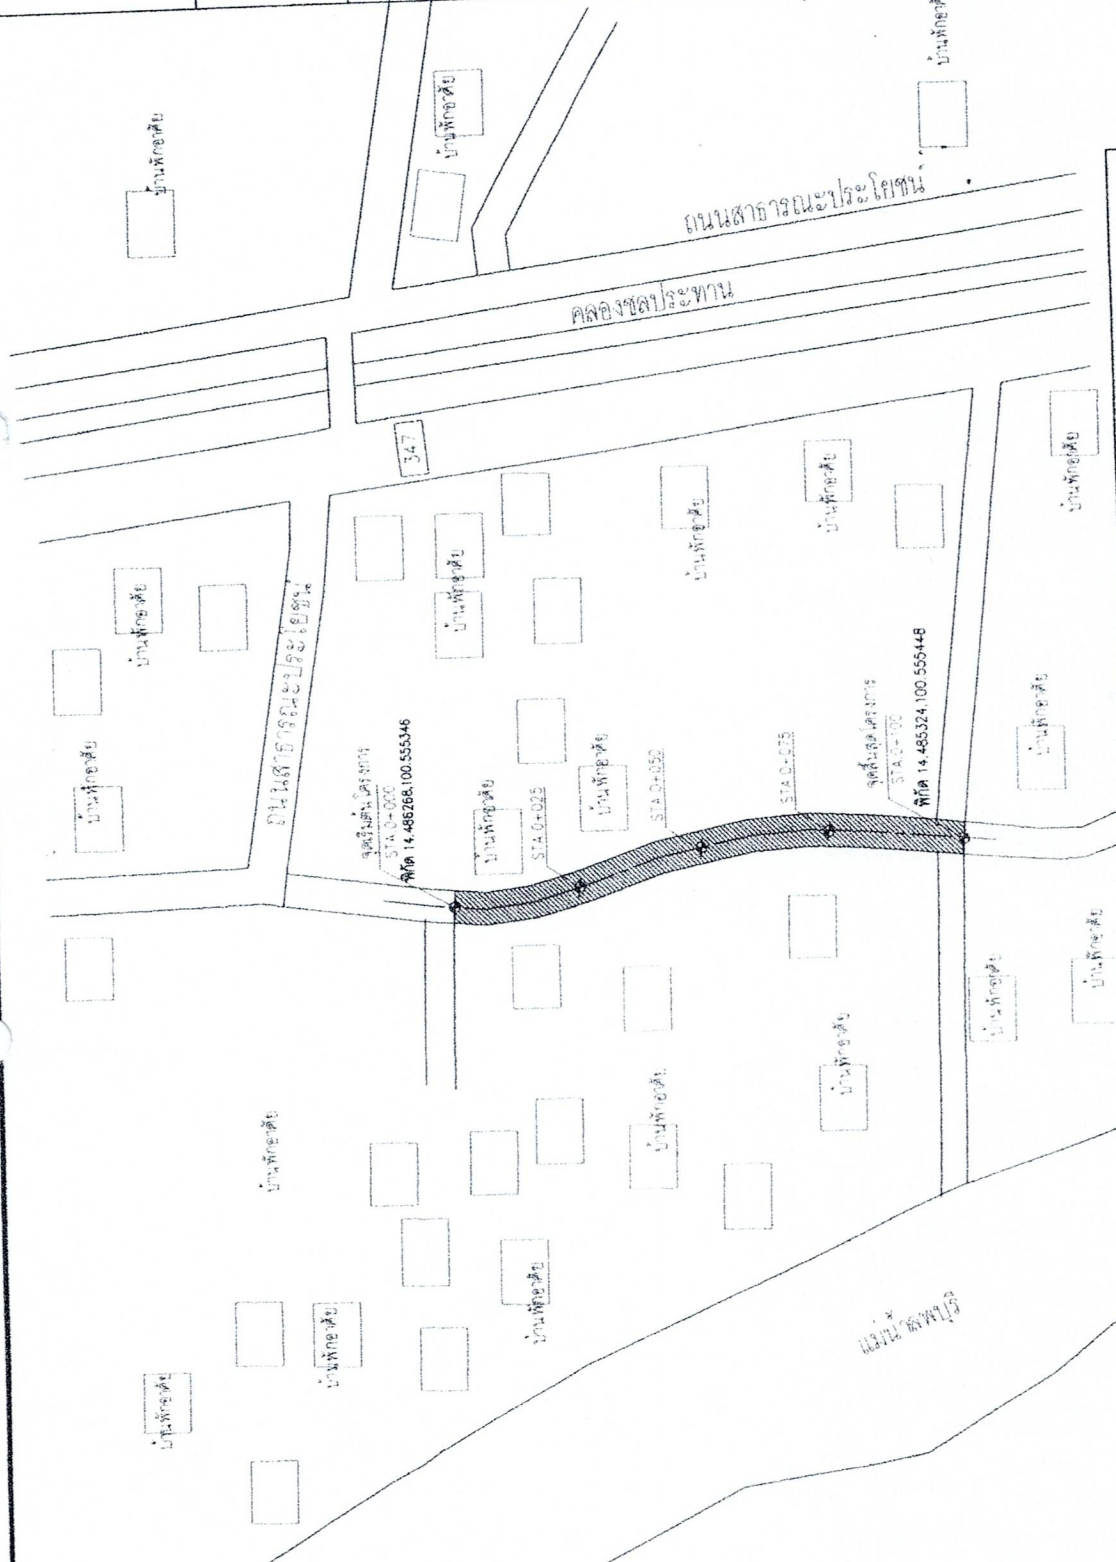 บ้านพักอาศัย
บ้านพักอาศัย
บ้านพักอาศัย
ถนนสาธารณะประโยชน์
คลองชลประทาน
347
บ้านพักอาศัย
บ้านพักอาศัย
บ้านพักอาศัย
บ้านพักอาศัย
บ้านพักอาศัย
บ้านพักอาศัย
ถนนสาธารณะประโยชน์
บ้านพักอาศัย
จุดเริ่มต้นโครงการ
STA.0+000
พิกัด 14.486268,100.555346
บ้านพักอาศัย
STA.0+025
บ้านพักอาศัย
STA.0+050
STA.0+075
จุดสิ้นสุดโครงการ
STA.0+100
พิกัด 14.485324,100.555448
บ้านพักอาศัย
บ้านพักอาศัย
บ้านพักอาศัย
บ้านพักอาศัย
บ้านพักอาศัย
บ้านพักอาศัย
บ้านพักอาศัย
บ้านพักอาศัย
บ้านพักอาศัย
แม่น้ำลพบุรี